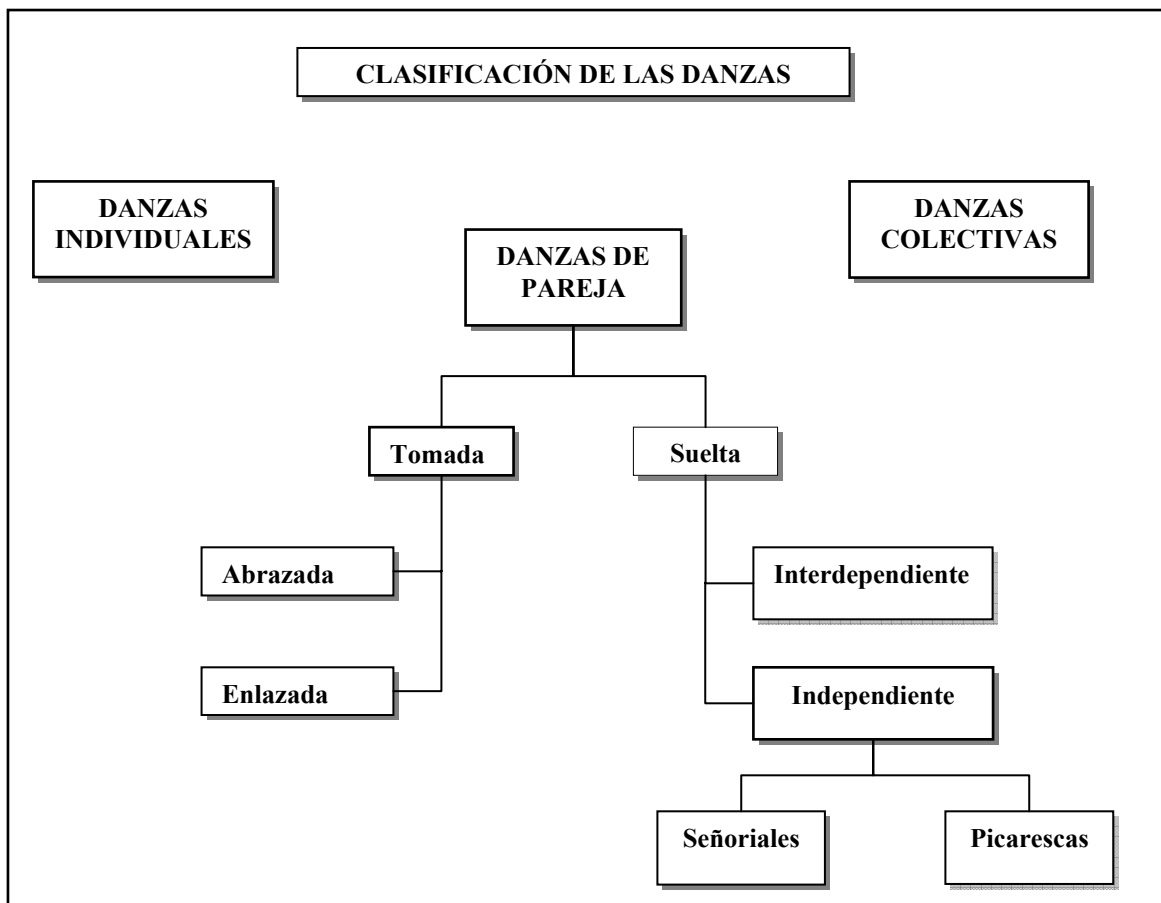 CLASIFICACIÓN DE LAS DANZAS
DANZAS
INDIVIDUALES
DANZAS DE
PAREJA
DANZAS
COLECTIVAS
Tomada
Suelta
Abrazada
Interdependiente
Enlazada
Independiente
Señoriales
Picarescas